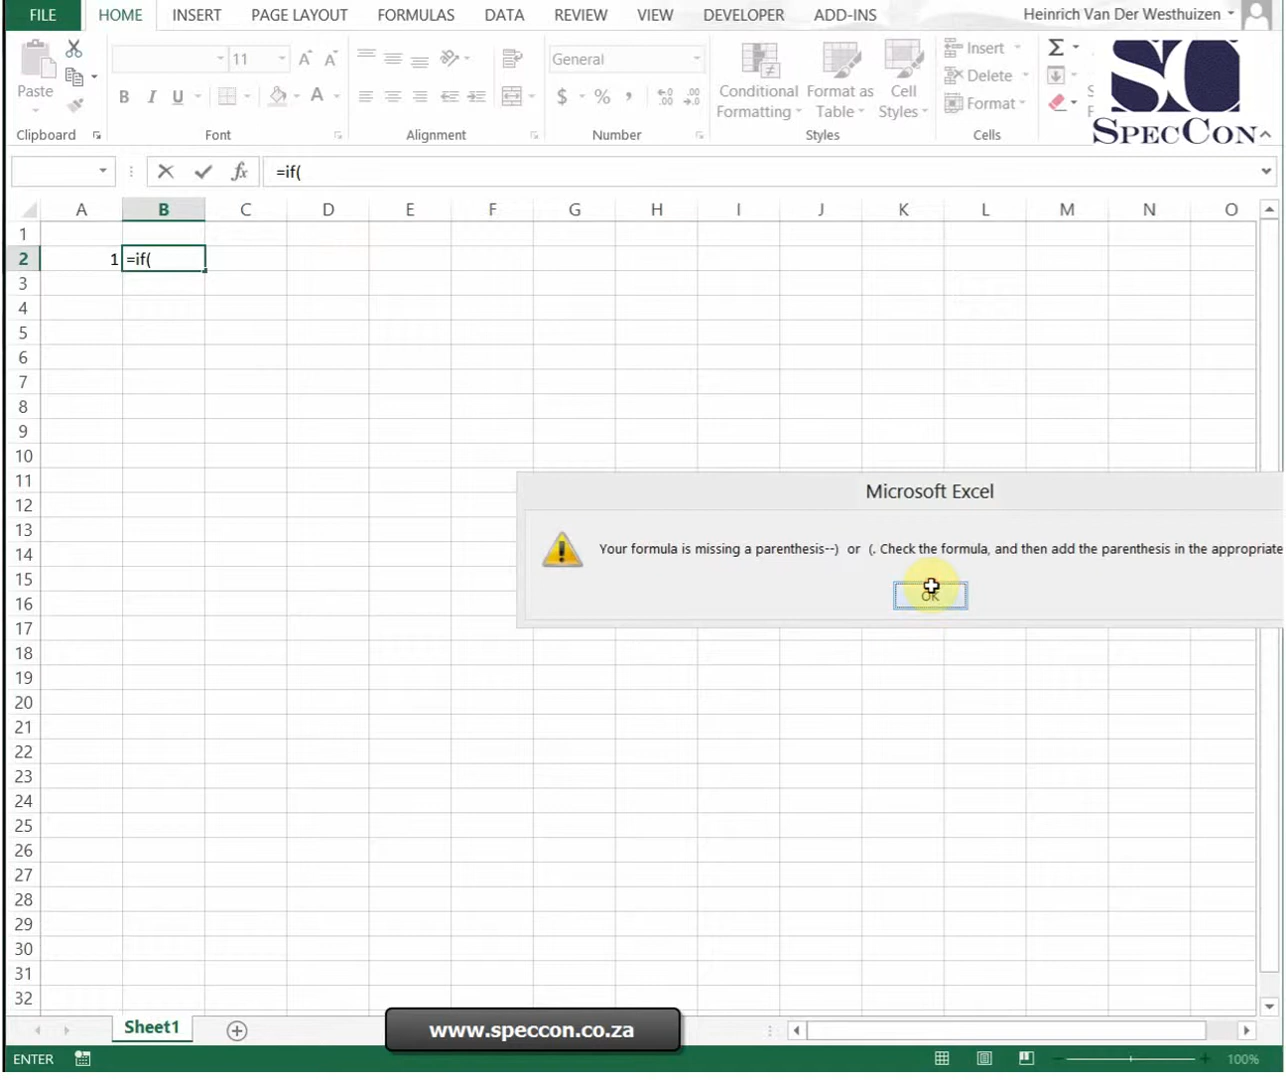 FILE HOME INSERT PAGE LAYOUT FORMULAS DATA REVIEW VIEW DEVELOPER ADD-INS Heinrich Van Der Westhuizen
Paste
11
B I U A
General
$ %
Conditional Formatting
Format as Table
Cell Styles
Insert
Delete
Format
Σ
SC
SPECCON
Clipboard Font Alignment Number Styles Cells
fx =if(
A B C D E F G H I J K L M N O
1
2 1 =if(
3
4
5
6
7
8
9
10
11
Microsoft Excel
12
13
14 Your formula is missing a parenthesis--) or (. Check the formula, and then add the parenthesis in the appropriate
15
16 OK
17
18
19
20
21
22
23
24
25
26
27
28
29
30
31
32
Sheet1
www.speccon.co.za
ENTER 100%